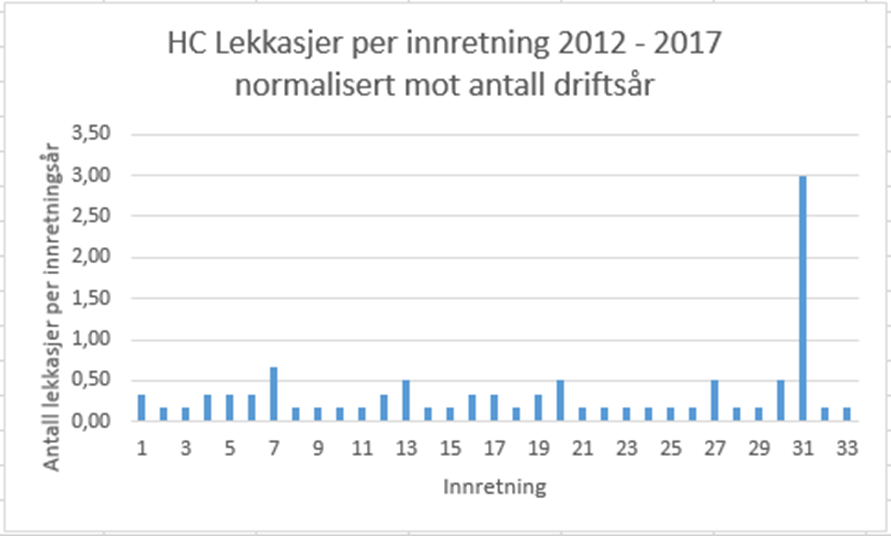 HC Lekkasjer per innretning 2012 - 2017
normalisert mot antall driftsår
Antall lekkasjer per innretningsår
3,50
3,00
2,50
2,00
1,50
1,00
0,50
0,00
1 3 5 7 9 11 13 15 17 19 21 23 25 27 29 31 33
Innretning